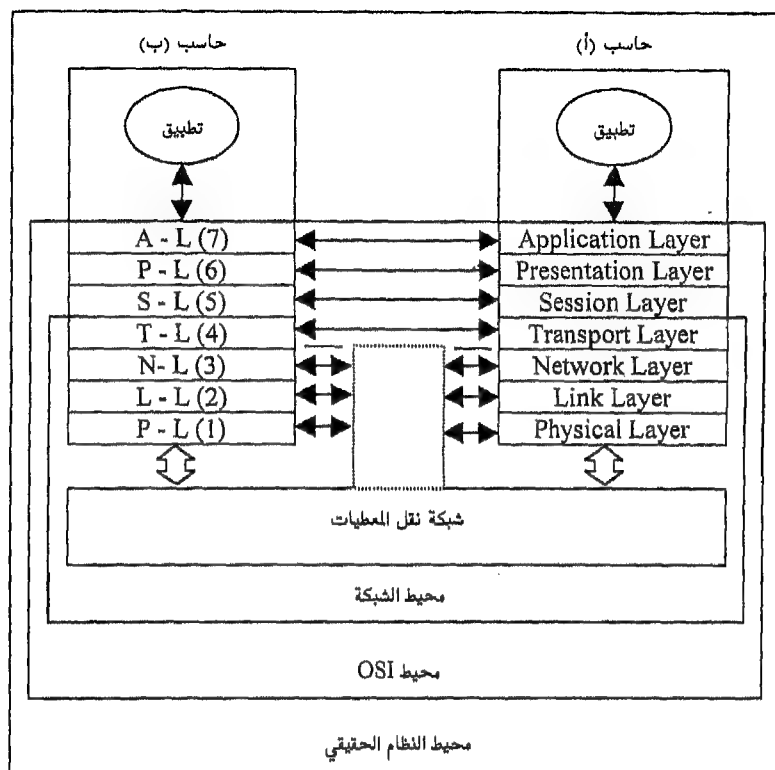 حاسب (أ)
حاسب (ب)
تطبيق
تطبيق
Application Layer
Presentation Layer
Session Layer
Transport Layer
Network Layer
Link Layer
Physical Layer
A - L (7)
P - L (6)
S - L (5)
T - L (4)
N- L (3)
L - L (2)
P - L (1)
شبكة نقل المعطيات
محيط الشبكة
محيط OSI
محيط النظام الحقيقي